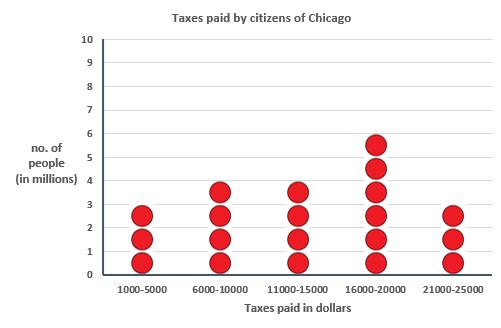 Taxes paid by citizens of Chicago
10
9
8
7
6
5
4
3
2
1
0
no. of
people
(in millions)
1000-5000 6000-10000 11000-15000 16000-20000 21000-25000
Taxes paid in dollars